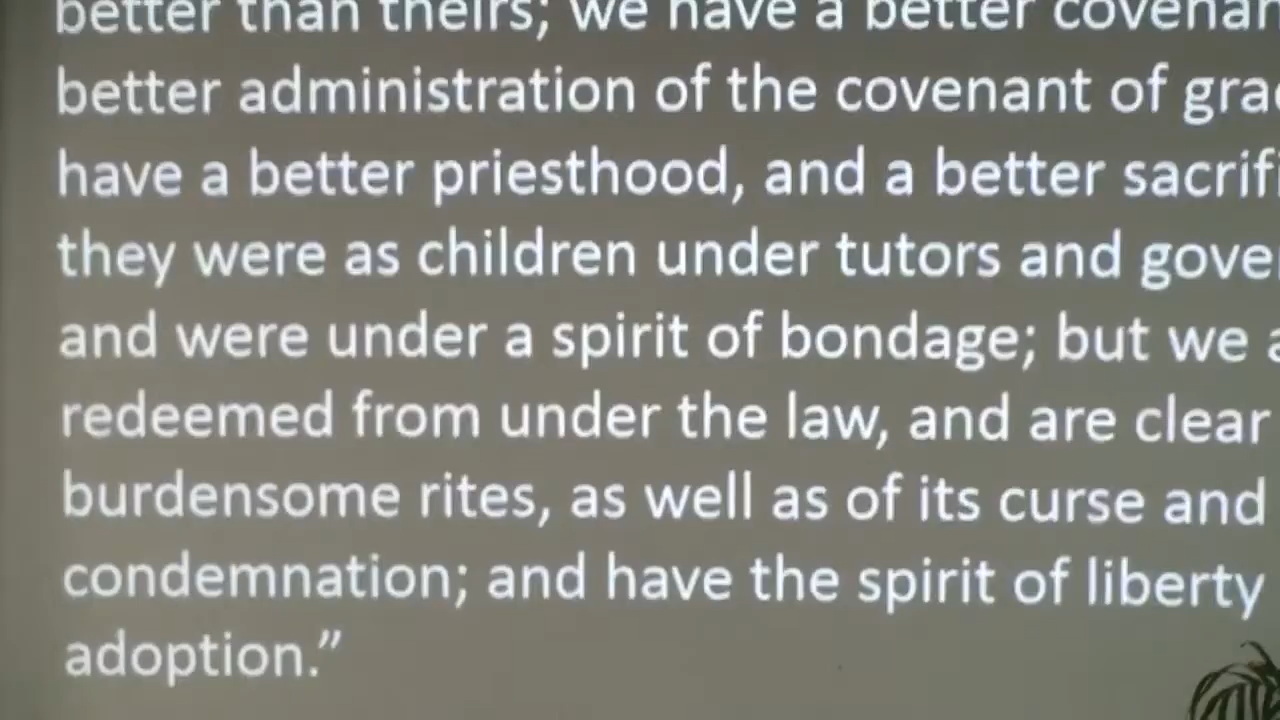 better than theirs; we have a better covenan
better administration of the covenant of gra
have a better priesthood, and a better sacrifi
they were as children under tutors and gove
and were under a spirit of bondage; but we a
redeemed from under the law, and are clear
burdensome rites, as well as of its curse and
condemnation; and have the spirit of liberty
adoption.”